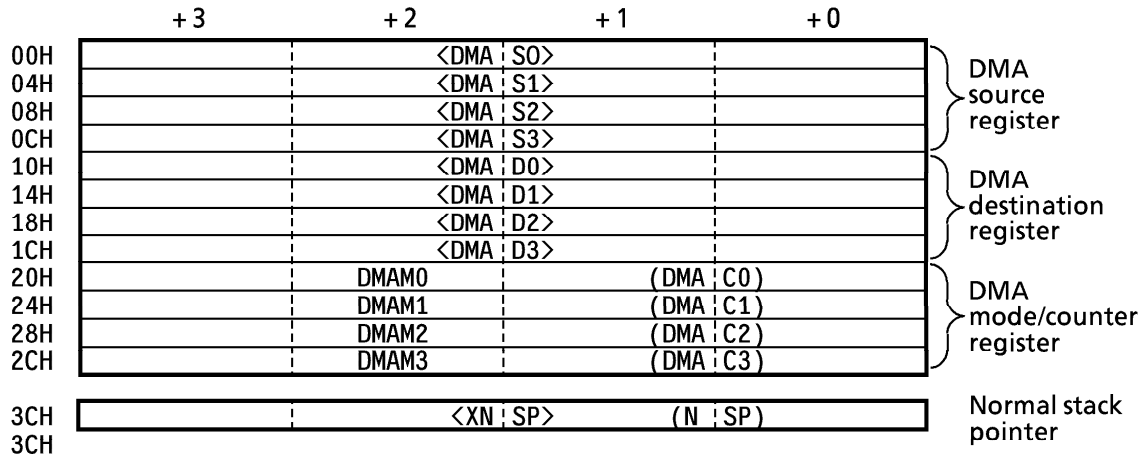 +3 +2 +1 +0
00H <DMA S0>
04H <DMA S1>
08H <DMA S2>
0CH <DMA S3>
DMA
source
register
10H <DMA D0>
14H <DMA D1>
18H <DMA D2>
1CH <DMA D3>
DMA
destination
register
20H DMAM0 (DMA C0)
24H DMAM1 (DMA C1)
28H DMAM2 (DMA C2)
2CH DMAM3 (DMA C3)
DMA
mode/counter
register
3CH <XN SP> (N SP)
3CH
Normal stack
pointer